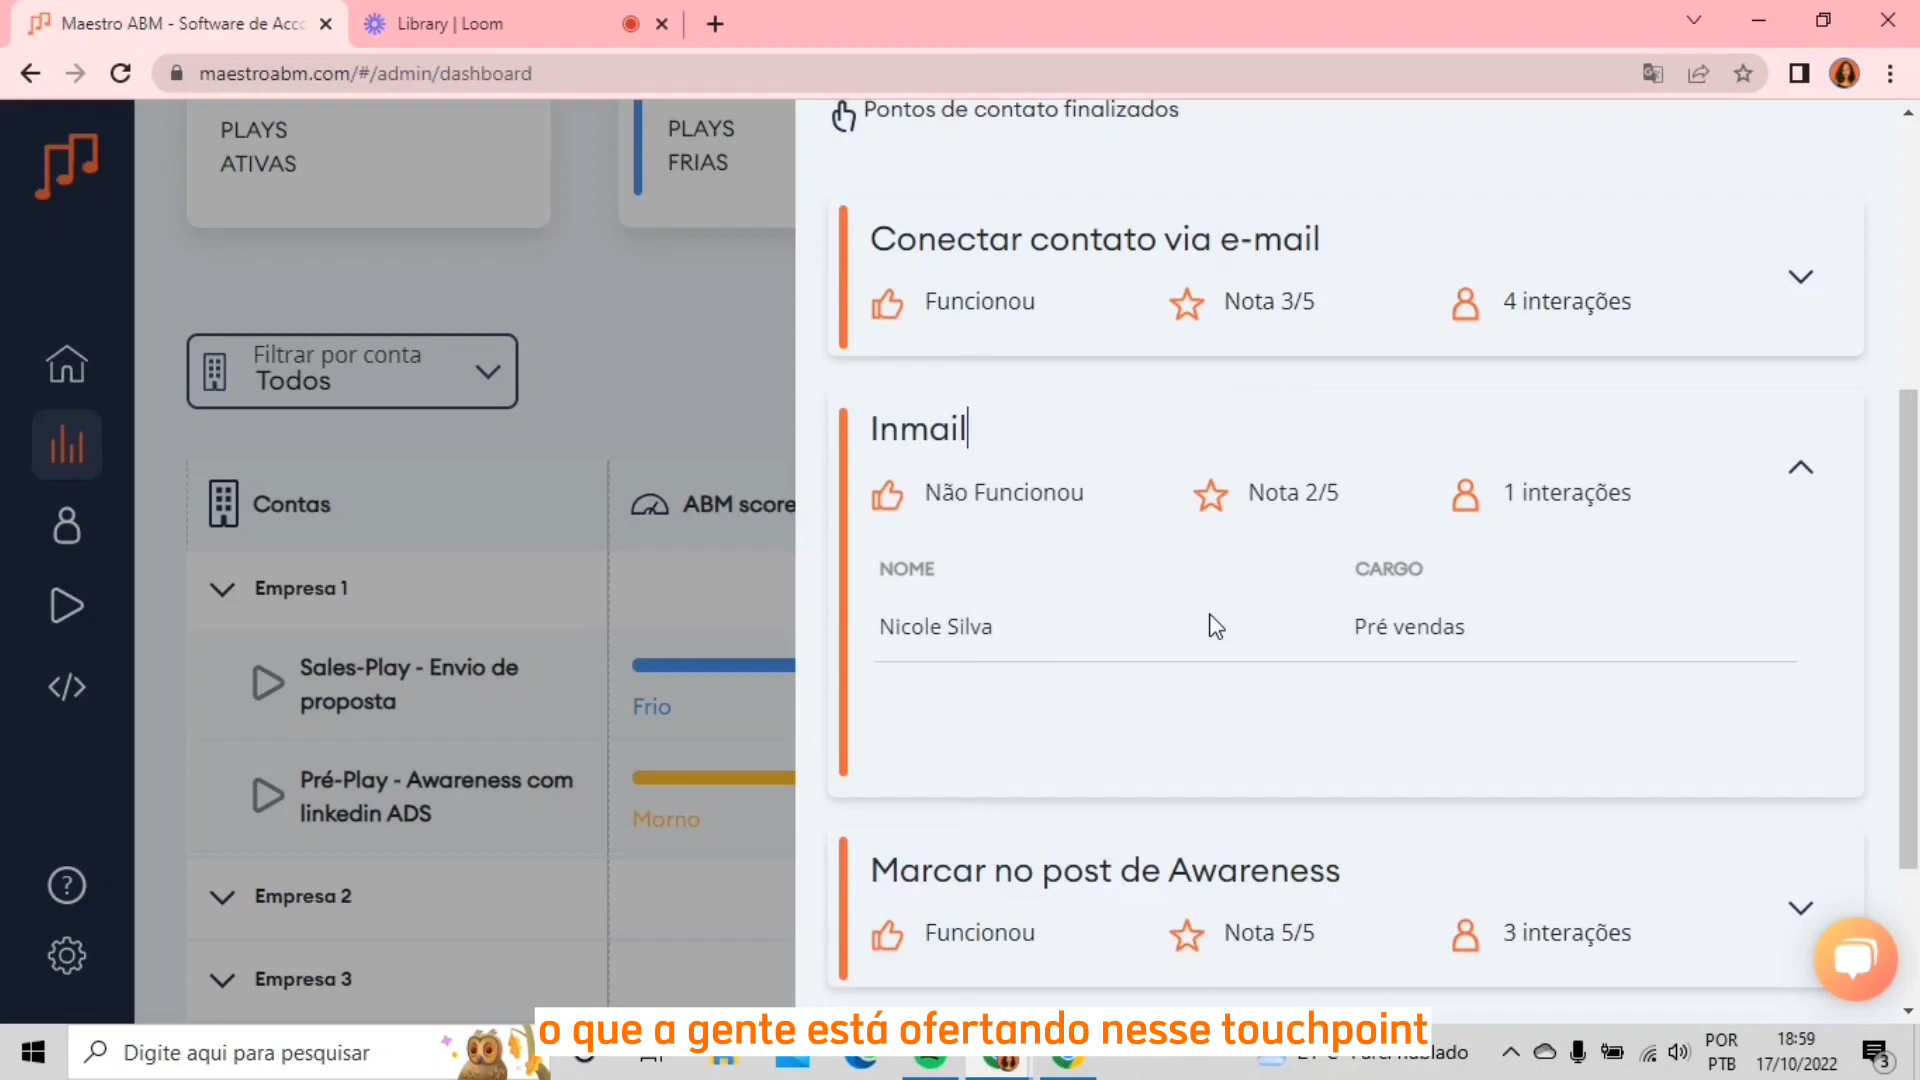 Maestro ABM - Software de Acco
Library | Loom
maestroabm.com/#/admin/dashboard
PLAYS
ATIVAS
PLAYS
FRIAS
Filtrar por conta
Todos
Contas
ABM score
Empresa 1
Sales-Play - Envio de
proposta
Frio
Pré-Play - Awareness com
linkedin ADS
Morno
Empresa 2
Empresa 3
Pontos de contato finalizados
Conectar contato via e-mail
Funcionou
Nota 3/5
4 interações
Inmail
Não Funcionou
Nota 2/5
1 interações
NOME
CARGO
Nicole Silva
Pré vendas
Marcar no post de Awareness
Funcionou
Nota 5/5
3 interações
o que a gente está ofertando nesse touchpoint
Digite aqui para pesquisar
POR
PTB
18:59
17/10/2022
3